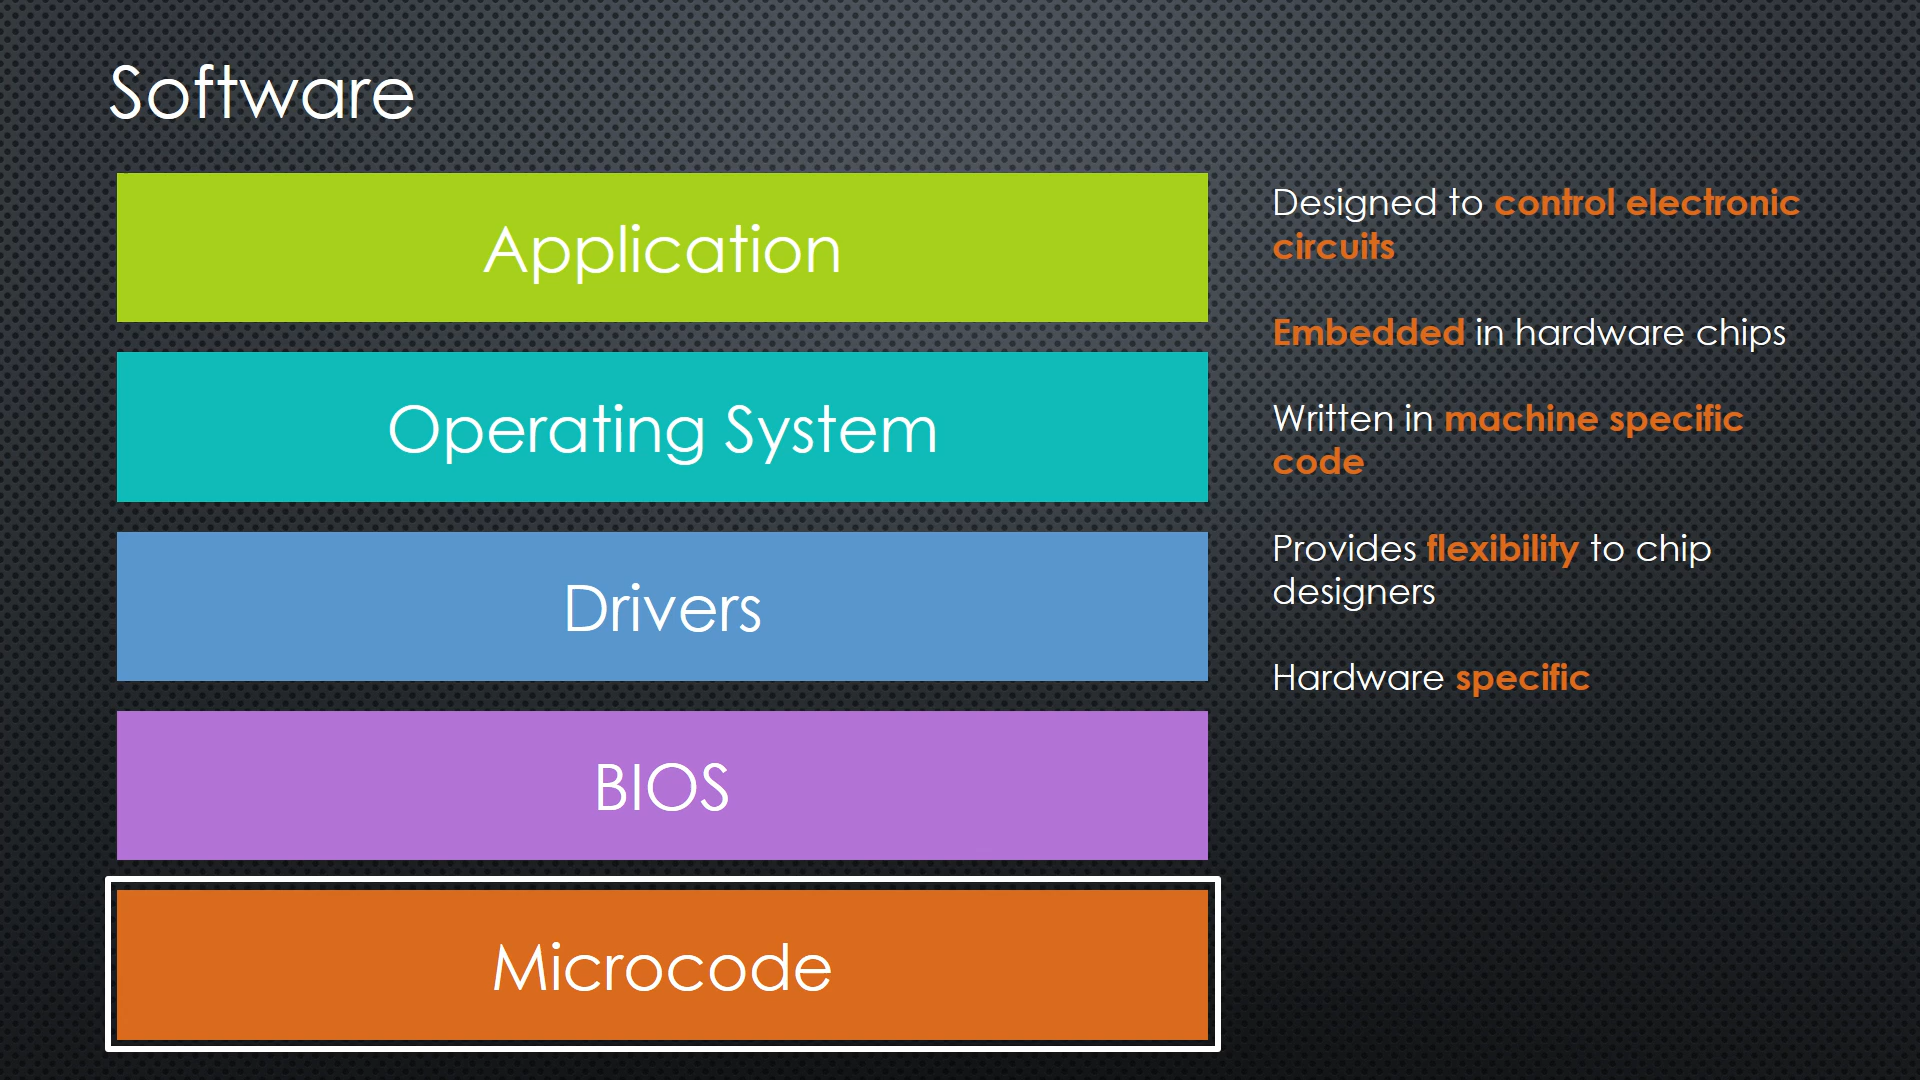 Software
Application
Operating System
Drivers
BIOS
Microcode
Designed to control electronic
circuits
Embedded in hardware chips
Written in machine specific
code
Provides flexibility to chip
designers
Hardware specific